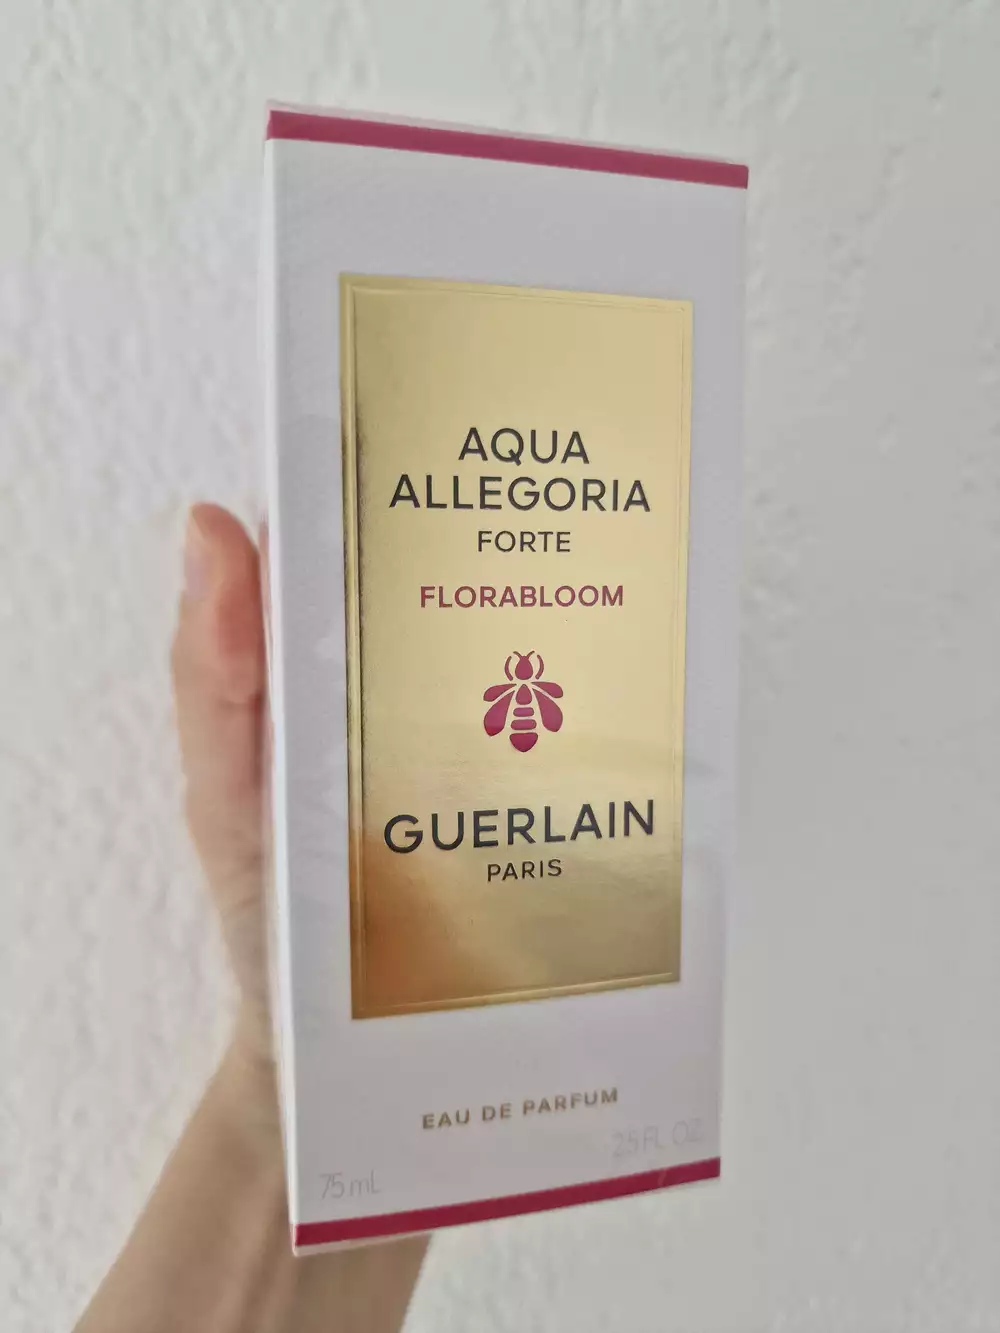 AQUA
ALLEGORIA
FORTE
FLORABLOOM
GUERLAIN
PARIS
EAU DE PARFUM
75 mL
2.5 FL. OZ.